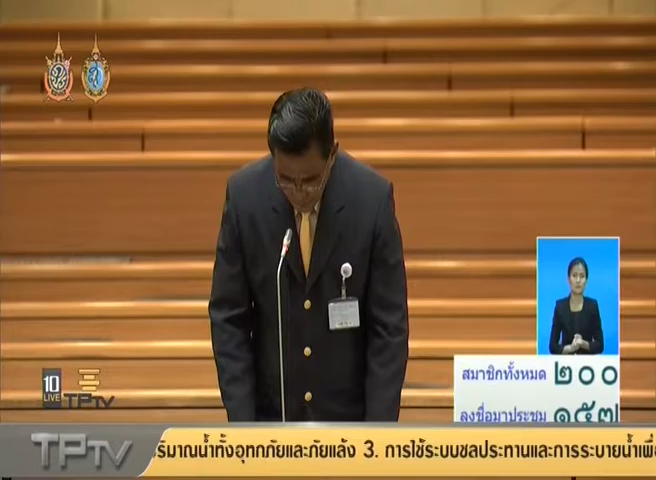 สมาชิกทั้งหมด ๒๐๐
ลงชื่อมาประชุม ๑๕๗
10
LIVE TPTV
TPTV ริมาณน้ำทั้งอุทกภัยและภัยแล้ง 3. การใช้ระบบชลประทานและการระบายน้ำเพื่